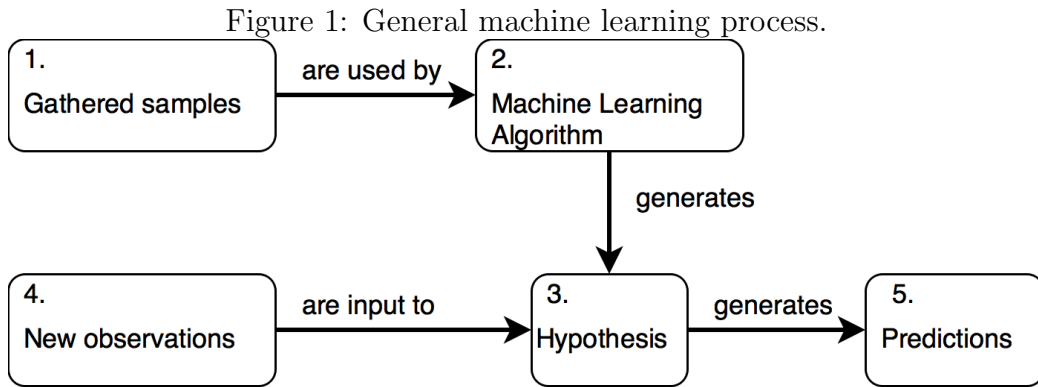 Figure 1: General machine learning process.
1.
Gathered samples
are used by
2.
Machine Learning
Algorithm
generates
4.
New observations
are input to
3.
Hypothesis
generates
5.
Predictions